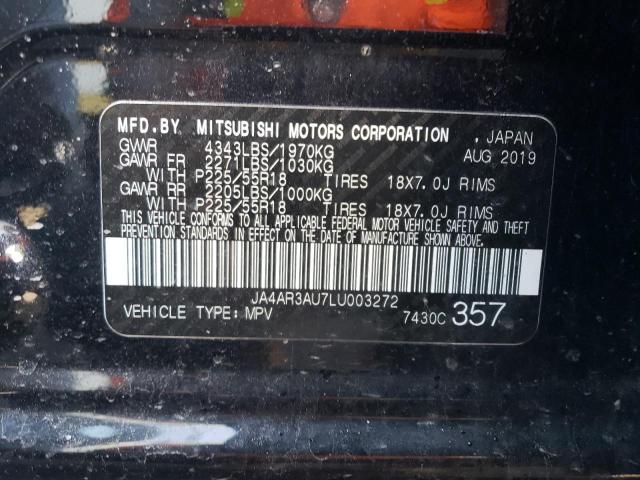 MFD.BY MITSUBISHI MOTORS CORPORATION , JAPAN
GVWR 4343LBS/1970KG AUG 2019
GAWR FR 2271LBS/1030KG
WITH P225/55R18 TIRES 18X7.0J RIMS
GAWR RR 2205LBS/1000KG
WITH P225/55R18 TIRES 18X7.0J RIMS
THIS VEHICLE CONFORMS TO ALL APPLICABLE FEDERAL MOTOR VEHICLE SAFETY AND THEFT
PREVENTION STANDARDS IN EFFECT ON THE DATE OF MANUFACTURE SHOWN ABOVE.
JA4AR3AU7LU003272
VEHICLE TYPE: MPV 7430C 357